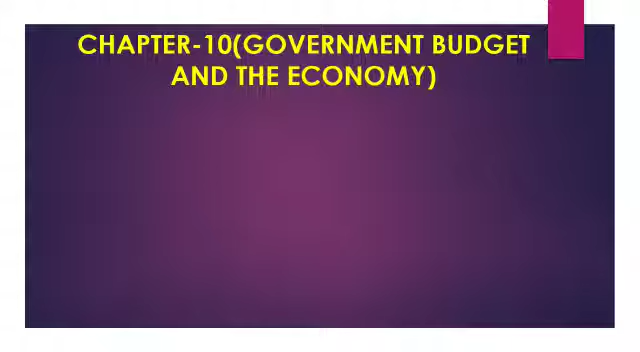 CHAPTER-10(GOVERNMENT BUDGET
AND THE ECONOMY)